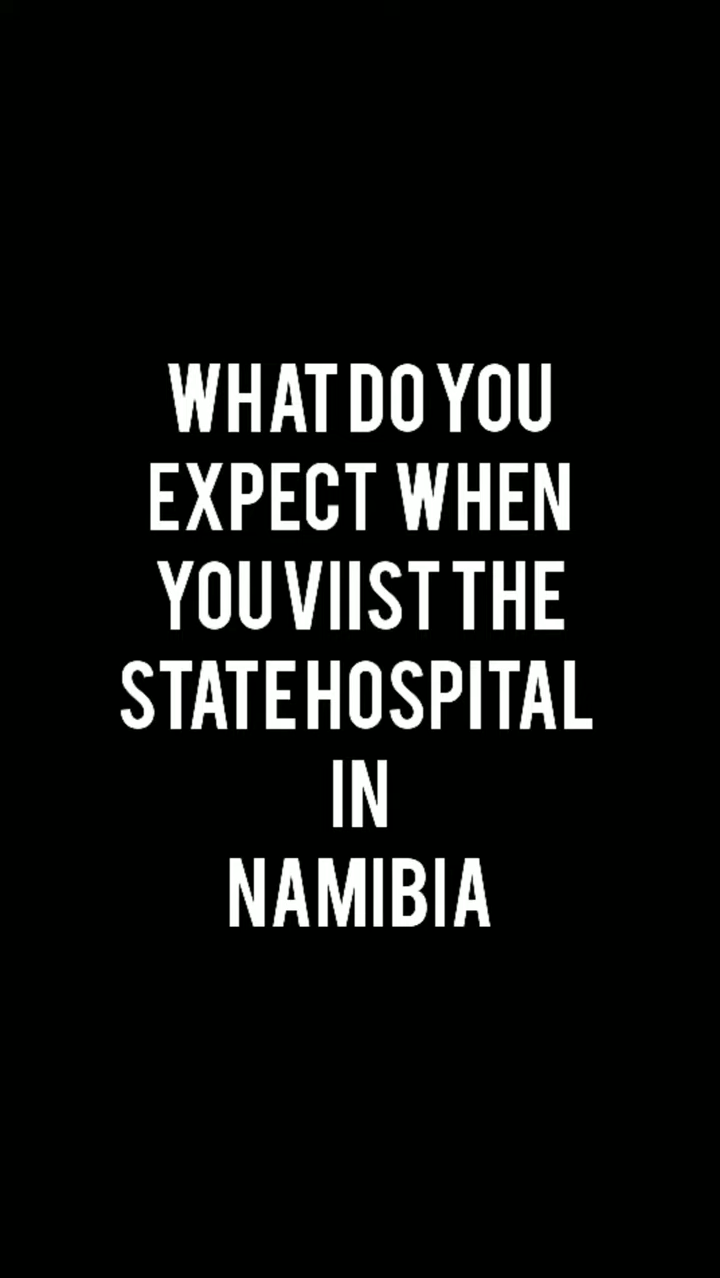 WHAT DO YOU
EXPECT WHEN
YOU VIIST THE
STATE HOSPITAL
IN
NAMIBIA